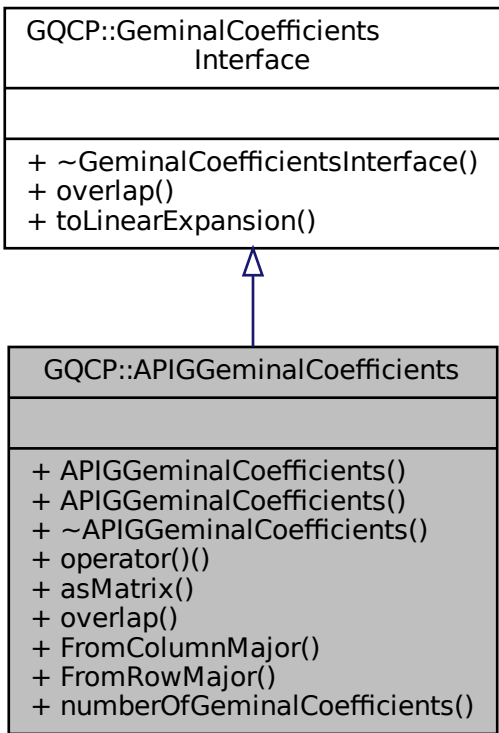 GQCP::GeminalCoefficients
Interface
+ ~GeminalCoefficientsInterface()
+ overlap()
+ toLinearExpansion()
GQCP::APIGGeminalCoefficients
+ APIGGeminalCoefficients()
+ APIGGeminalCoefficients()
+ ~APIGGeminalCoefficients()
+ operator()()
+ asMatrix()
+ overlap()
+ FromColumnMajor()
+ FromRowMajor()
+ numberOfGeminalCoefficients()